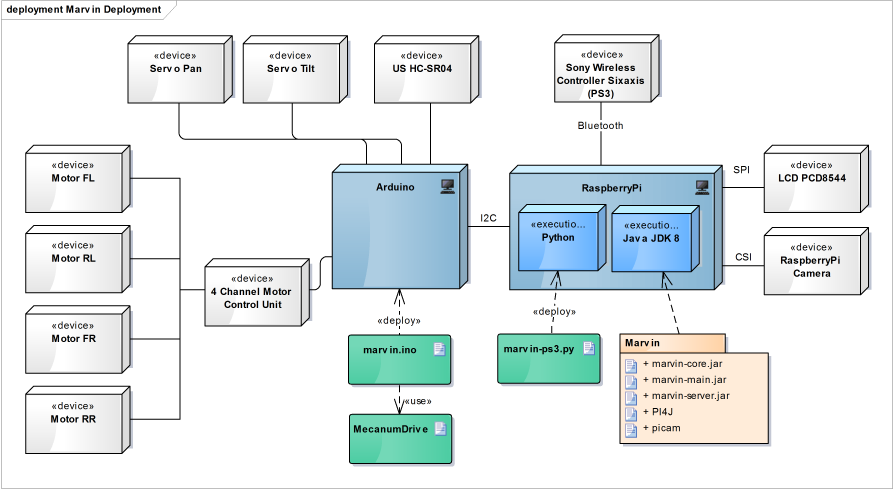 deployment Marvin Deployment
«device»
Servo Pan
«device»
Servo Tilt
«device»
US HC-SR04
«device»
Sony Wireless
Controller Sixaxis
(PS3)
Bluetooth
«device»
Motor FL
«device»
Motor RL
«device»
Motor FR
«device»
Motor RR
«device»
4 Channel Motor
Control Unit
Arduino
I2C
RaspberryPi
«executio...
Python
«executio...
Java JDK 8
SPI
«device»
LCD PCD8544
CSI
«device»
RaspberryPi
Camera
«deploy»
marvin.ino
«use»
MecanumDrive
«deploy»
marvin-ps3.py
Marvin
+ marvin-core.jar
+ marvin-main.jar
+ marvin-server.jar
+ PI4J
+ picam